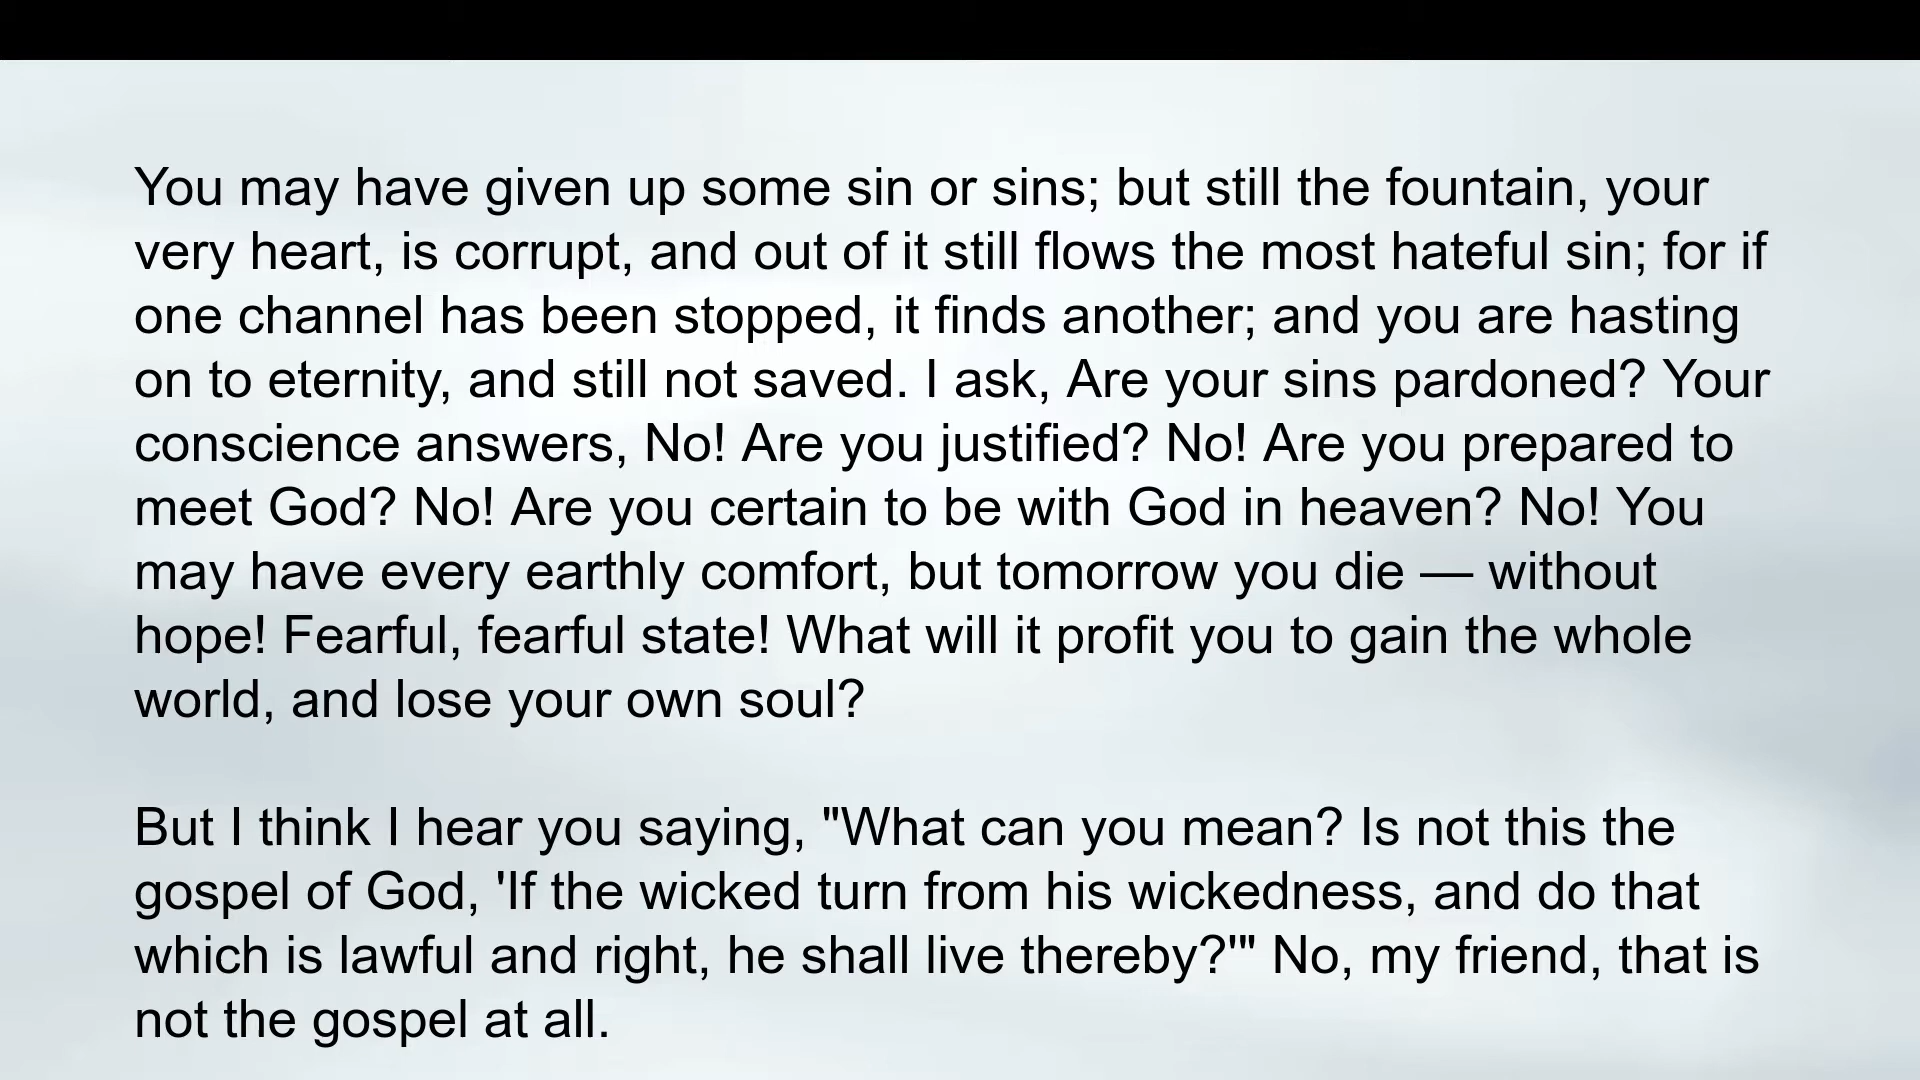 You may have given up some sin or sins; but still the fountain, your
very heart, is corrupt, and out of it still flows the most hateful sin; for if
one channel has been stopped, it finds another; and you are hasting
on to eternity, and still not saved. I ask, Are your sins pardoned? Your
conscience answers, No! Are you justified? No! Are you prepared to
meet God? No! Are you certain to be with God in heaven? No! You
may have every earthly comfort, but tomorrow you die — without
hope! Fearful, fearful state! What will it profit you to gain the whole
world, and lose your own soul?
But I think I hear you saying, "What can you mean? Is not this the
gospel of God, 'If the wicked turn from his wickedness, and do that
which is lawful and right, he shall live thereby?'" No, my friend, that is
not the gospel at all.